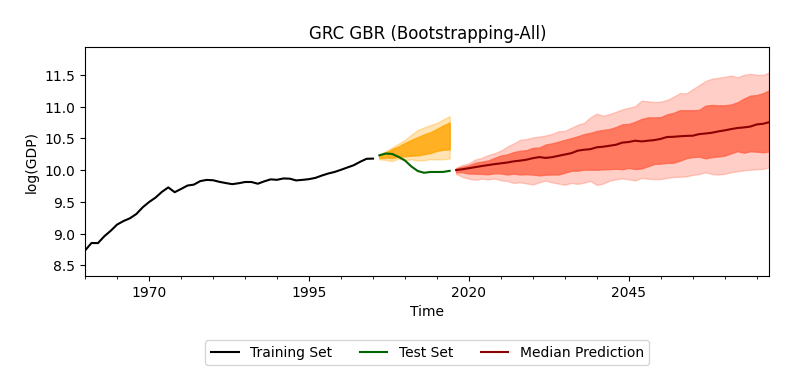 GRC GBR (Bootstrapping-All)
log(GDP)
11.5
11.0
10.5
10.0
9.5
9.0
8.5
1970 1995 2020 2045
Time
Training Set Test Set Median Prediction